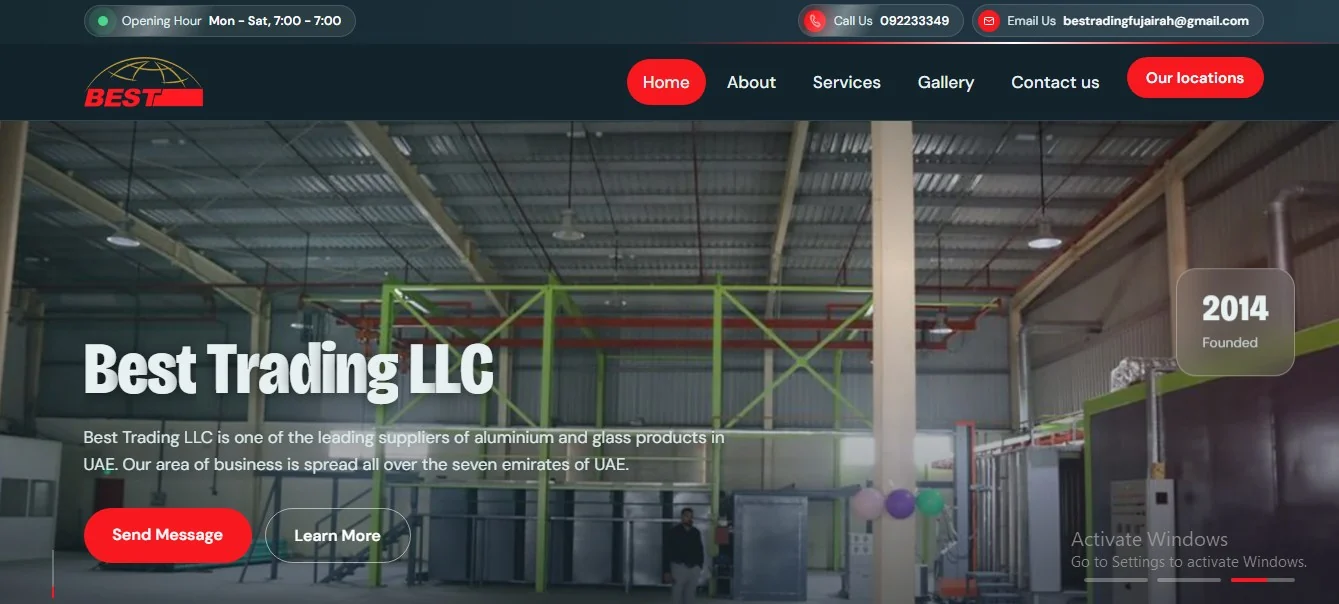 Opening Hour Mon - Sat, 7:00 - 7:00
Call Us 092233349
Email Us bestradingfujairah@gmail.com
BEST
Home
About
Services
Gallery
Contact us
Our locations
2014
Founded
Best Trading LLC
Best Trading LLC is one of the leading suppliers of aluminium and glass products in
UAE. Our area of business is spread all over the seven emirates of UAE.
Send Message
Learn More
Activate Windows
Go to Settings to activate Windows.